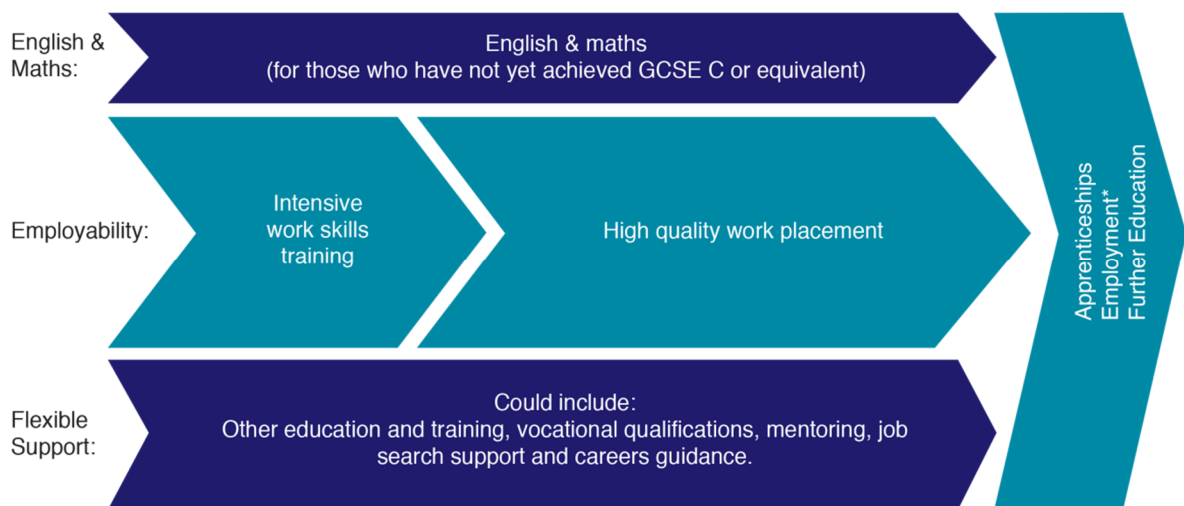 English &
Maths:
English & maths
(for those who have not yet achieved GCSE C or equivalent)
Employability:
Intensive
work skills
training
High quality work placement
Flexible
Support:
Could include:
Other education and training, vocational qualifications, mentoring, job
search support and careers guidance.
Apprenticeships
Employment*
Further Education